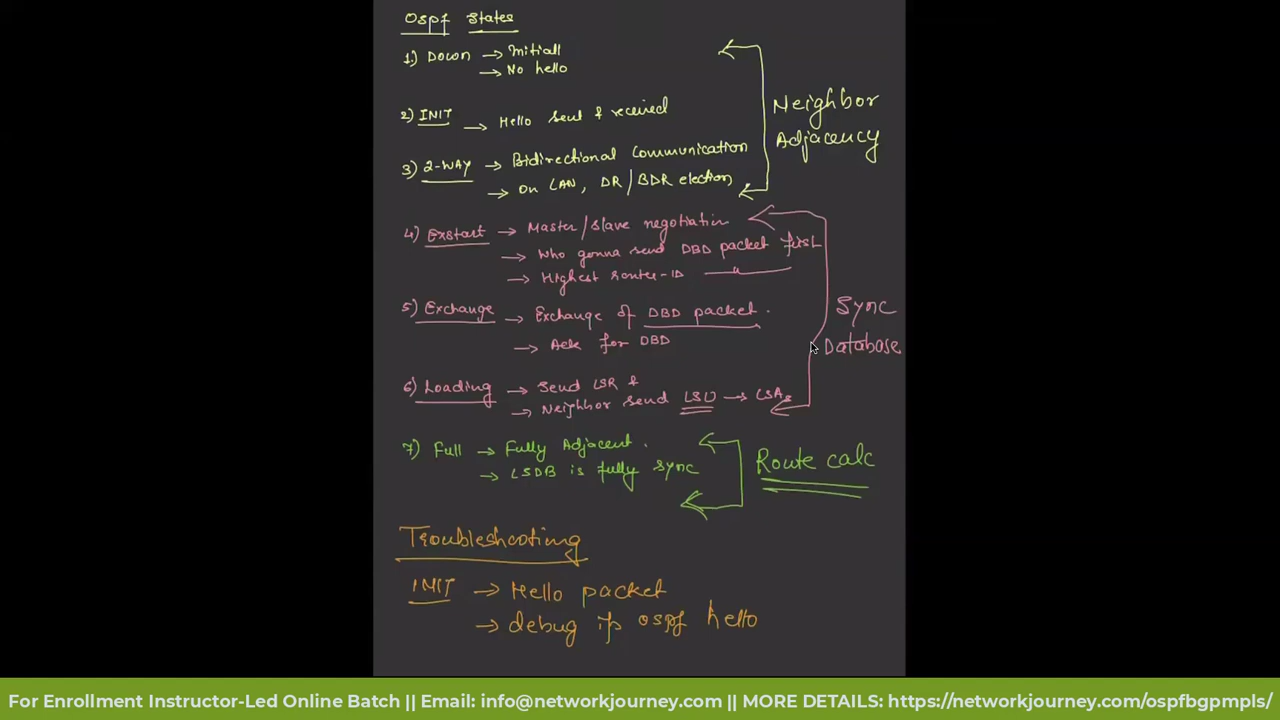 Ospf States
1) Down → Initiall
→ No hello
2) INIT → Hello sent & received
3) 2-WAY → Bidirectional Communication
→ On LAN, DR/BDR election
Neighbor
Adjacency
4) Exstart → Master/slave negotiation
→ Who gonna send DBD packet first
→ Highest router-ID "
5) Exchange → Exchange of DBD packet.
→ Ack for DBD
6) Loading → Send LSR &
→ Neighbor send LSU → LSAs
Sync
Database
7) Full → Fully Adjacent.
→ LSDB is fully sync
Route calc
Troubleshooting
INIT → Hello packet
→ debug ip ospf hello
For Enrollment Instructor-Led Online Batch || Email: info@networkjourney.com || MORE DETAILS: https://networkjourney.com/ospfbgpmpls/